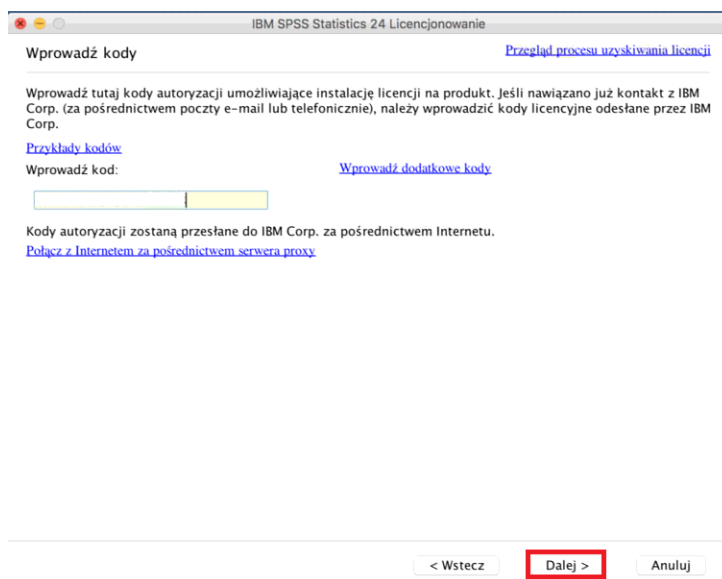 IBM SPSS Statistics 24 Licencjonowanie
Wprowadź kody
Przegląd procesu uzyskiwania licencji
Wprowadź tutaj kody autoryzacji umożliwiające instalację licencji na produkt. Jeśli nawiązano już kontakt z IBM
Corp. (za pośrednictwem poczty e-mail lub telefonicznie), należy wprowadzić kody licencyjne odesłane przez IBM
Corp.
Przykłady kodów
Wprowadź kod:
Wprowadź dodatkowe kody
Kody autoryzacji zostaną przesłane do IBM Corp. za pośrednictwem Internetu.
Połącz z Internetem za pośrednictwem serwera proxy
< Wstecz
Dalej >
Anuluj